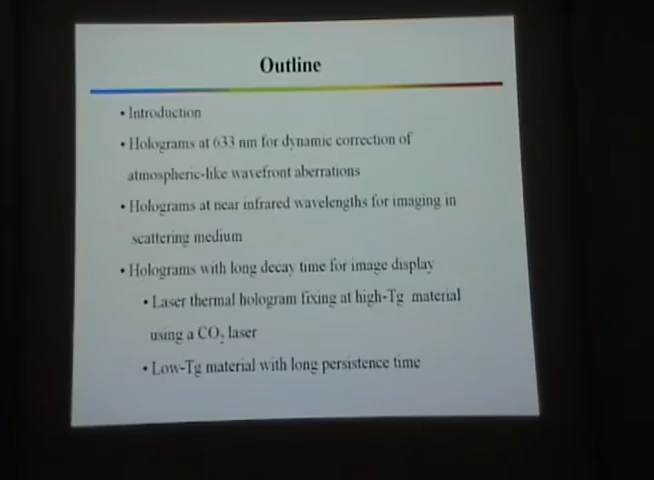 Outline
• Introduction
• Holograms at 633 nm for dynamic correction of
atmospheric-like wavefront aberrations
• Holograms at near infrared wavelengths for imaging in
scattering medium
• Holograms with long decay time for image display
• Laser thermal hologram fixing at high-Tg material
using a CO₂ laser
• Low-Tg material with long persistence time